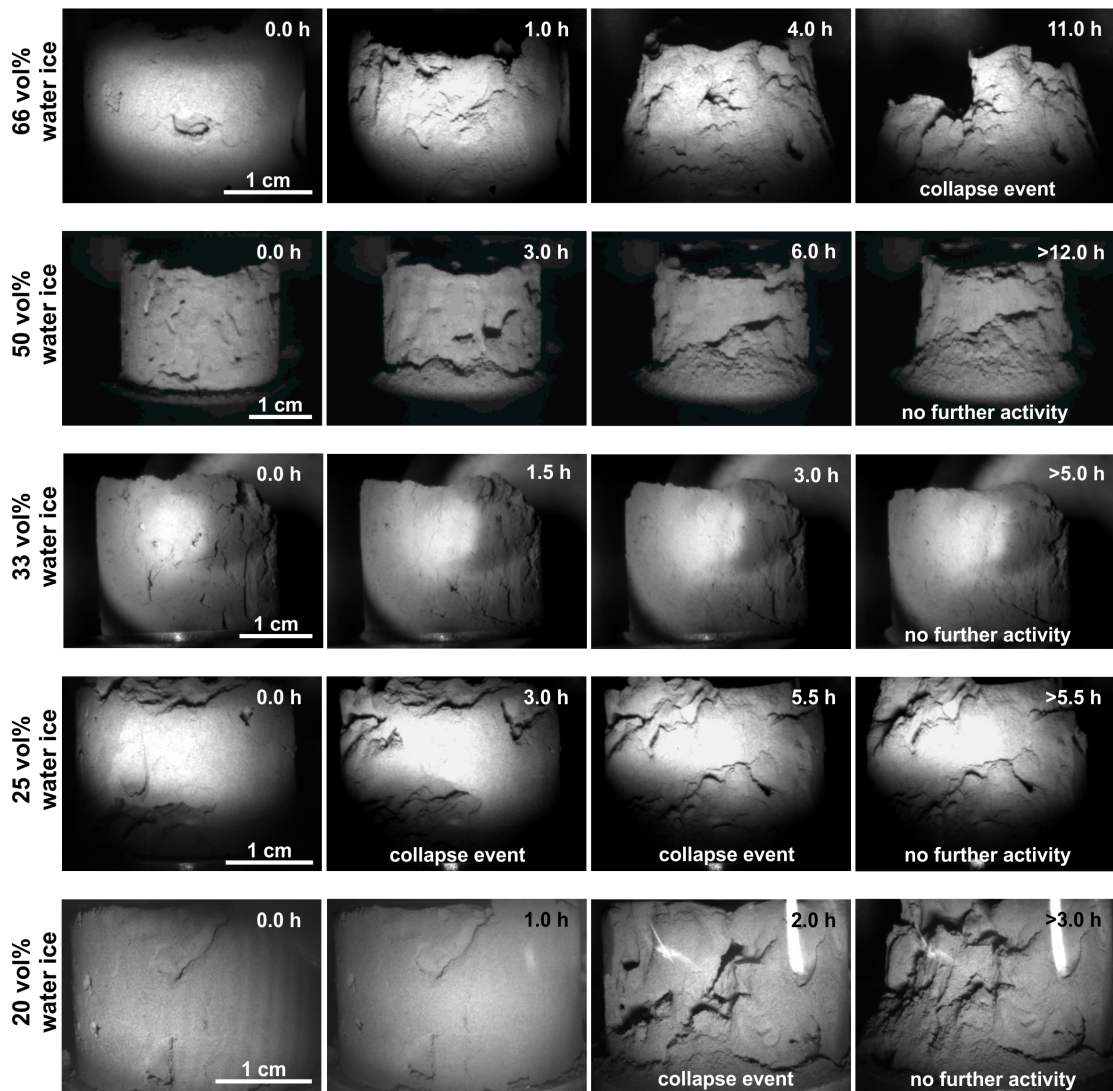 66 vol%
water ice
0.0 h
1 cm
1.0 h
4.0 h
11.0 h
collapse event
50 vol%
water ice
0.0 h
1 cm
3.0 h
6.0 h
>12.0 h
no further activity
33 vol%
water ice
0.0 h
1 cm
1.5 h
3.0 h
>5.0 h
no further activity
25 vol%
water ice
0.0 h
1 cm
3.0 h
collapse event
5.5 h
collapse event
>5.5 h
no further activity
20 vol%
water ice
0.0 h
1 cm
1.0 h
2.0 h
collapse event
>3.0 h
no further activity